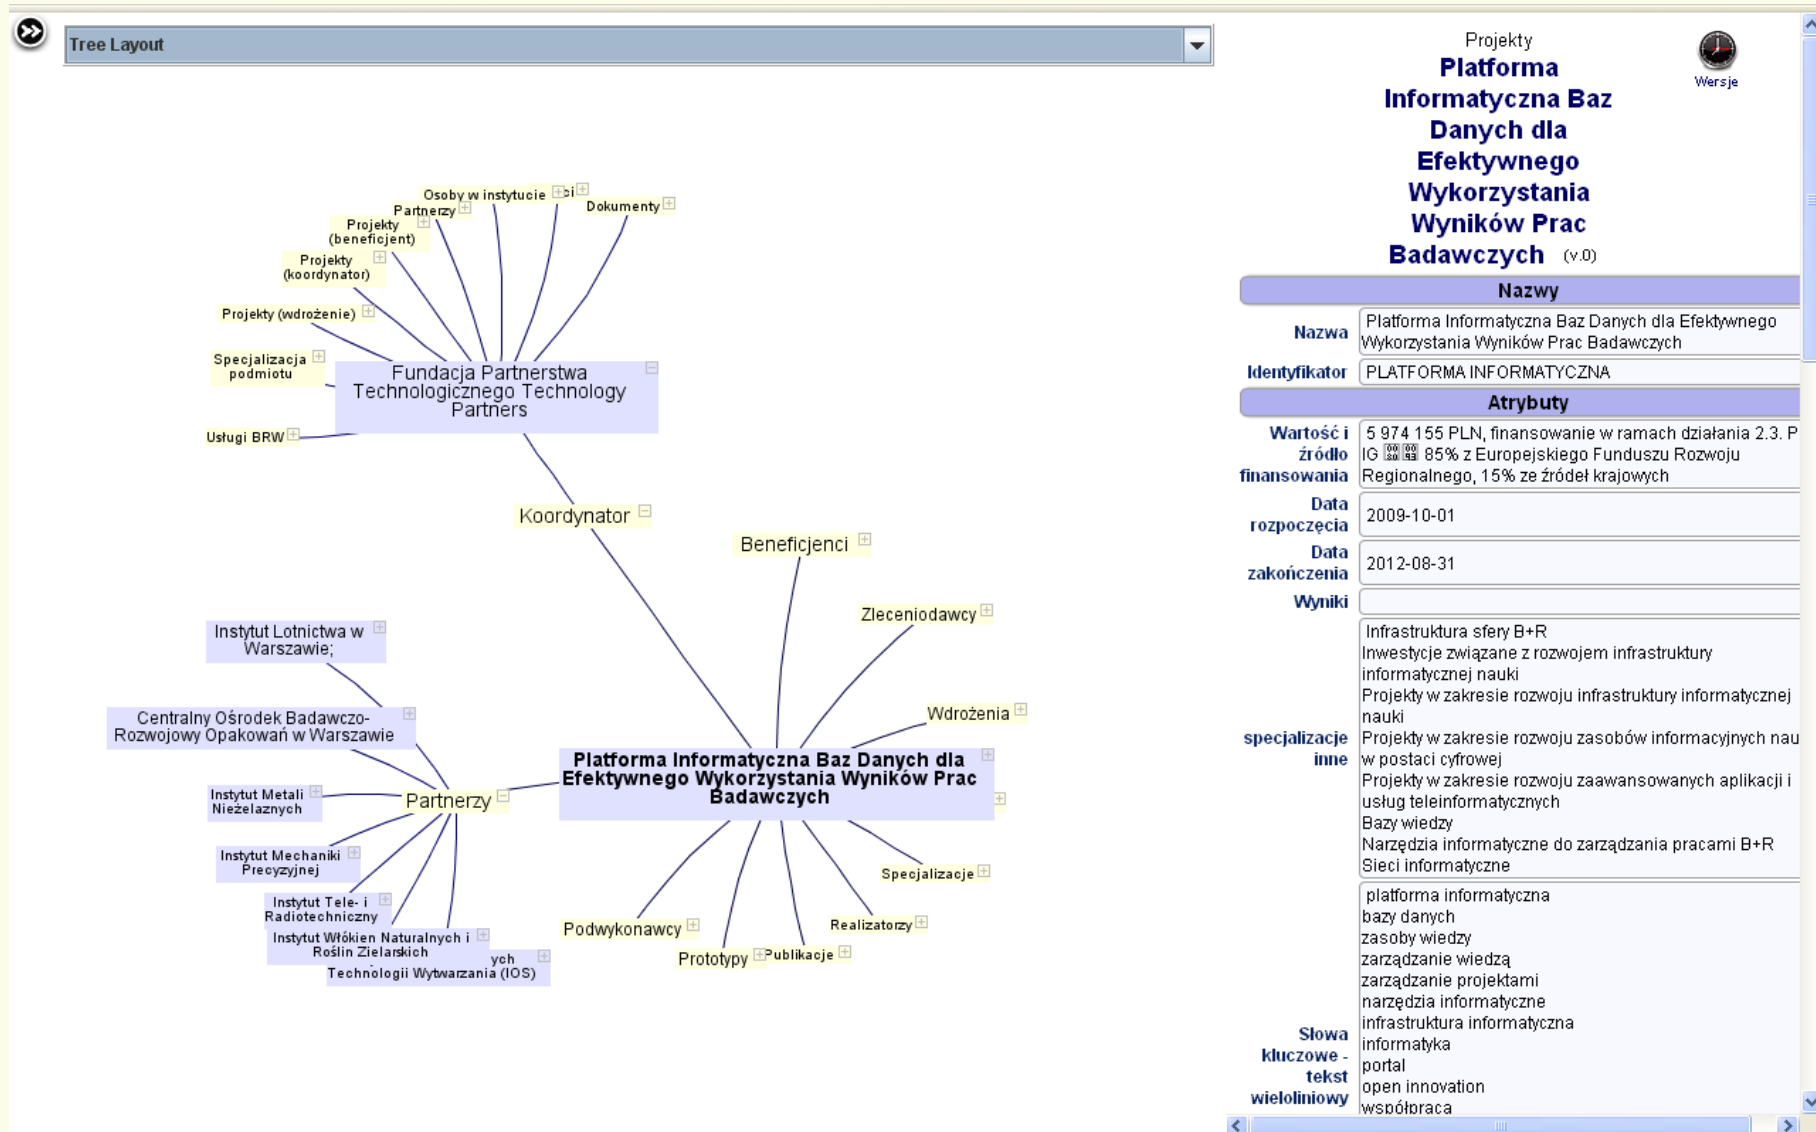 Tree Layout
Osoby w instytucie
Dokumenty
Partnerzy
Projekty
(beneficjent)
Projekty
(koordynator)
Projekty (wdrożenie)
Specjalizacja
podmiotu
Fundacja Partnerstwa
Technologicznego Technology
Partners
Usługi BRW
Koordynator
Beneficjenci
Zleceniodawcy
Instytut Lotnictwa w
Warszawie;
Wdrożenia
Centralny Ośrodek Badawczo-
Rozwojowy Opakowań w Warszawie
Platforma Informatyczna Baz Danych dla
Efektywnego Wykorzystania Wyników Prac
Badawczych
Partnerzy
Instytut Metali
Nieżelaznych
Instytut Mechaniki
Precyzyjnej
Specjalizacje
Instytut Tele- i
Radiotechniczny
Realizatorzy
Podwykonawcy
Instytut Włókien Naturalnych i
Roślin Zielarskich
Prototypy
Publikacje
ych
Technologii Wytwarzania (IOS)
Projekty
Wersje
Platforma
Informatyczna Baz
Danych dla
Efektywnego
Wykorzystania
Wyników Prac
Badawczych (v.0)
Nazwy
Nazwa
Platforma Informatyczna Baz Danych dla Efektywnego
Wykorzystania Wyników Prac Badawczych
Identyfikator
PLATFORMA INFORMATYCZNA
Atrybuty
Wartość i
źródło
finansowania
5 974 155 PLN, finansowanie w ramach działania 2.3. P
IG 85% z Europejskiego Funduszu Rozwoju
Regionalnego, 15% ze źródeł krajowych
Data
rozpoczęcia
2009-10-01
Data
zakończenia
2012-08-31
Wyniki
specjalizacje
inne
Infrastruktura sfery B+R
Inwestycje związane z rozwojem infrastruktury
informatycznej nauki
Projekty w zakresie rozwoju infrastruktury informatycznej
nauki
Projekty w zakresie rozwoju zasobów informacyjnych nau
w postaci cyfrowej
Projekty w zakresie rozwoju zaawansowanych aplikacji i
usług teleinformatycznych
Bazy wiedzy
Narzędzia informatyczne do zarządzania pracami B+R
Sieci informatyczne
Słowa
kluczowe -
tekst
wieloliniowy
platforma informatyczna
bazy danych
zasoby wiedzy
zarządzanie wiedzą
zarządzanie projektami
narzędzia informatyczne
infrastruktura informatyczna
informatyka
portal
open innovation
współpraca